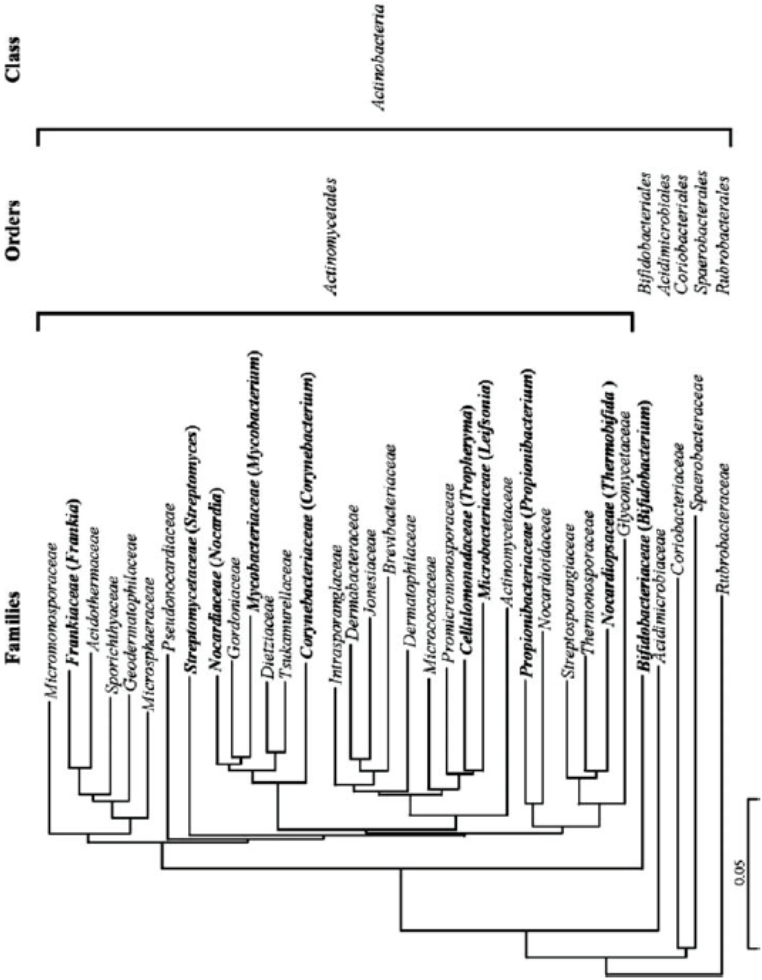 Families
Orders
Class
Micromonosporaceae
Frankiaceae (Frankia)
Acidothermaceae
Sporichthyaceae
Geodermatophilaceae
Microsphaeraceae
Pseudonocardiaceae
Streptomycetaceae (Streptomyces)
Nocardiaceae (Nocardia)
Gordoniaceae
Mycobacteriaceae (Mycobacterium)
Dietziaceae
Tsukamurellaceae
Corynebacteriaceae (Corynebacterium)
Intrasporangiaceae
Dermabacteraceae
Jonesiaceae
Brevibacteriaceae
Dermatophilaceae
Micrococcaceae
Promicromonosporaceae
Cellulomonadaceae (Tropheryma)
Microbacteriaceae (Leifsonia)
Actinomycetaceae
Propionibacteriaceae (Propionibacterium)
Nocardioidaceae
Streptosporangiaceae
Thermonosporaceae
Nocardiopsaceae (Thermobifida )
Glycomycetaceae
Bifidobacteriaceae (Bifidobacterium)
Acidimicrobiaceae
Coriobacteriaceae
Spaerobacteraceae
Rubrobacteraceae
Actinomycetales
Bifidobacteriales
Acidimicrobiales
Coriobacteriales
Spaerobacterales
Rubrobacterales
Actinobacteria
0.05